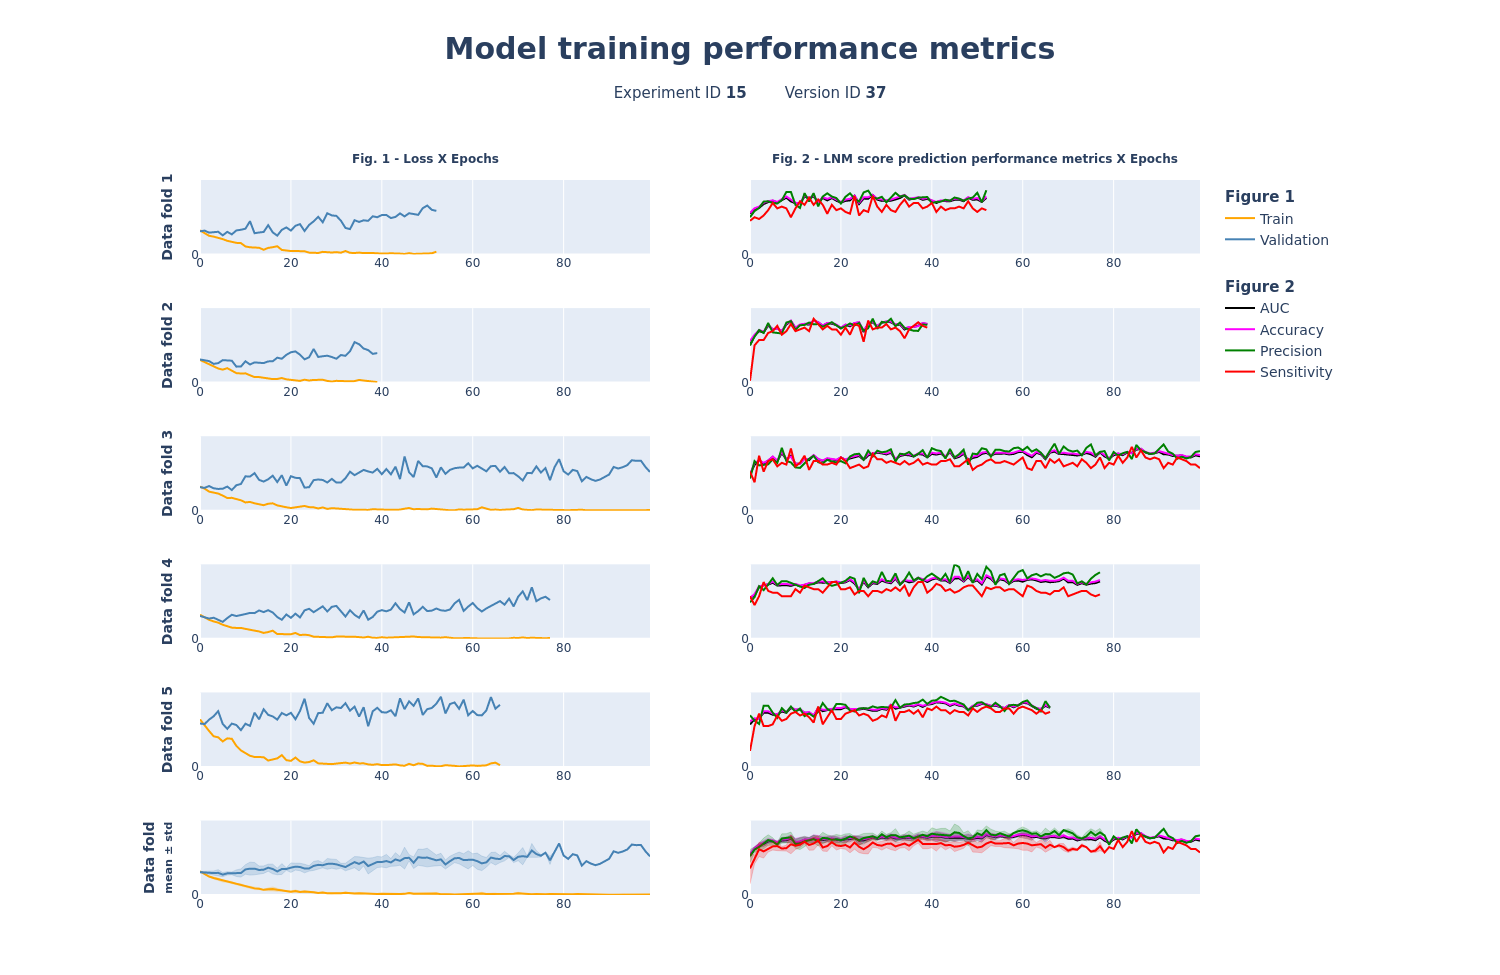 Model training performance metrics
Experiment ID 15 Version ID 37
Fig. 1 - Loss X Epochs
Fig. 2 - LNM score prediction performance metrics X Epochs
Data fold 1
0
0 20 40 60 80
0
0 20 40 60 80
Figure 1
Train
Validation
Figure 2
AUC
Accuracy
Precision
Sensitivity
Data fold 2
0
0 20 40 60 80
0
0 20 40 60 80
Data fold 3
0
0 20 40 60 80
0
0 20 40 60 80
Data fold 4
0
0 20 40 60 80
0
0 20 40 60 80
Data fold 5
0
0 20 40 60 80
0
0 20 40 60 80
Data fold
mean ± std
0
0 20 40 60 80
0
0 20 40 60 80